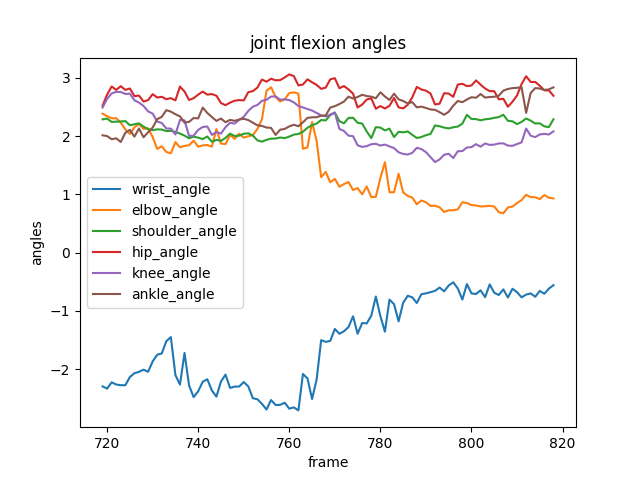 joint flexion angles
angles
3
2
1
0
−1
−2
wrist_angle
elbow_angle
shoulder_angle
hip_angle
knee_angle
ankle_angle
720 740 760 780 800 820
frame